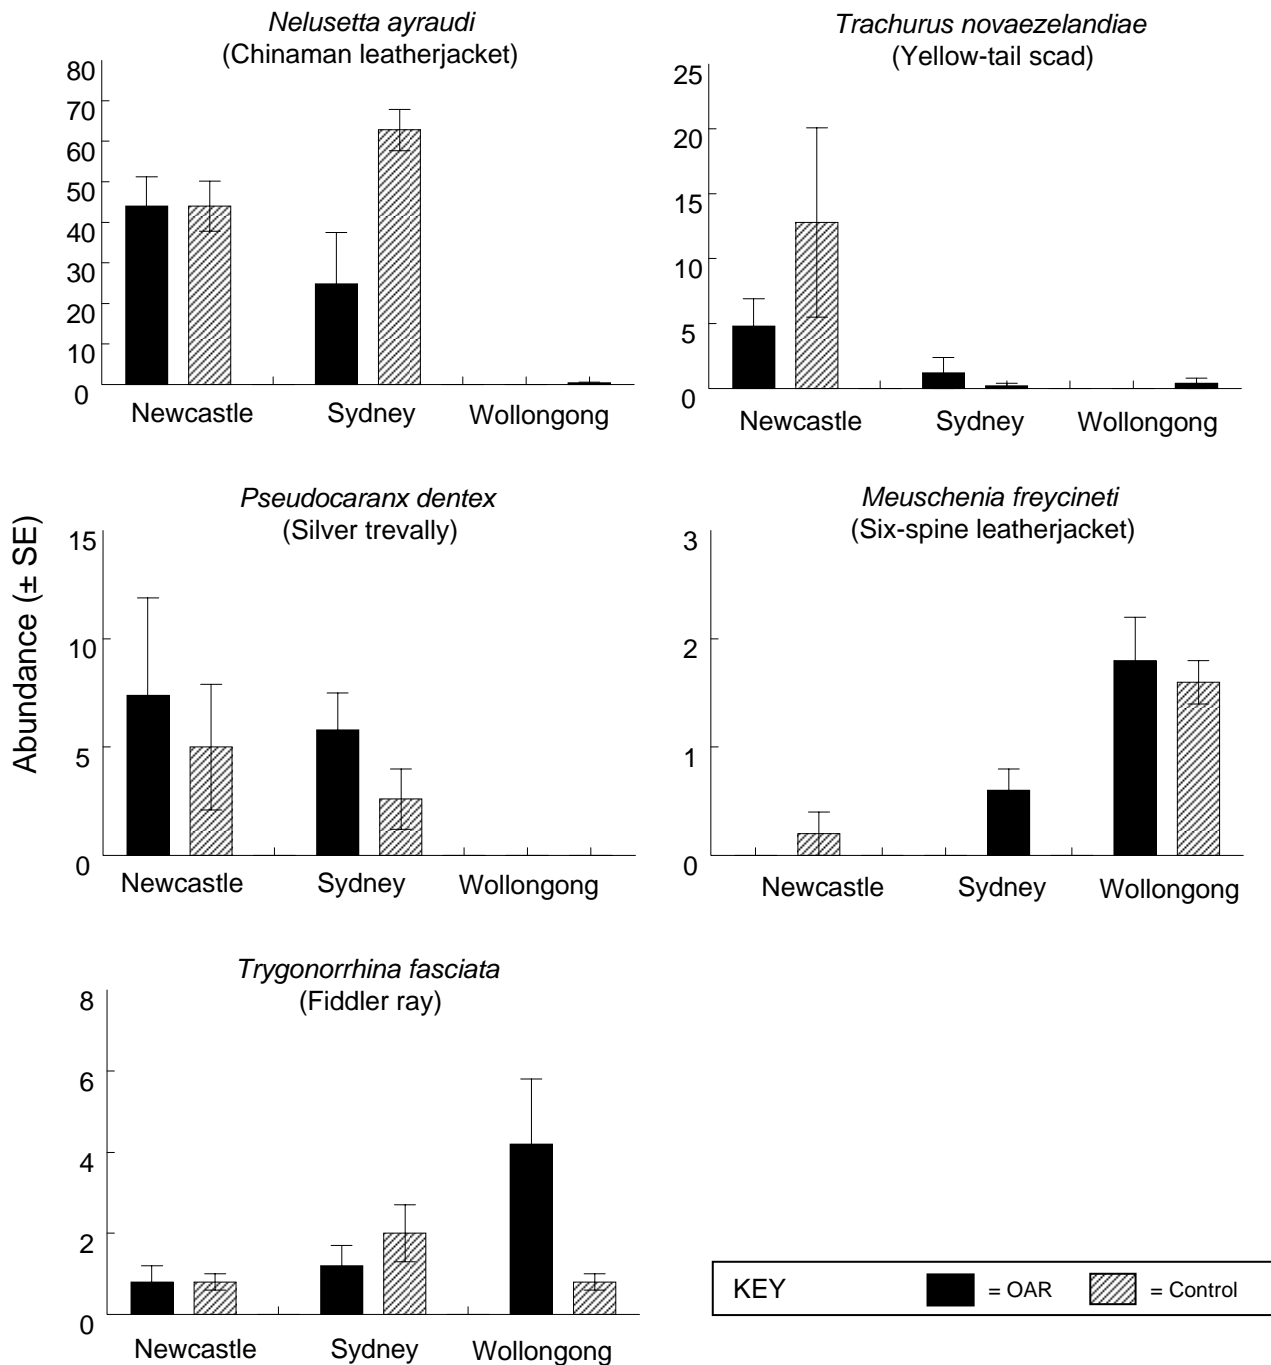 Nelusetta ayraudi
(Chinaman leatherjacket)
80
70
60
50
40
30
20
10
0
Newcastle Sydney Wollongong
Trachurus novaezelandiae
(Yellow-tail scad)
25
20
15
10
5
0
Newcastle Sydney Wollongong
Abundance (± SE)
Pseudocaranx dentex
(Silver trevally)
15
10
5
0
Newcastle Sydney Wollongong
Meuschenia freycineti
(Six-spine leatherjacket)
3
2
1
0
Newcastle Sydney Wollongong
Trygonorrhina fasciata
(Fiddler ray)
8
6
4
2
0
Newcastle Sydney Wollongong
KEY = OAR = Control